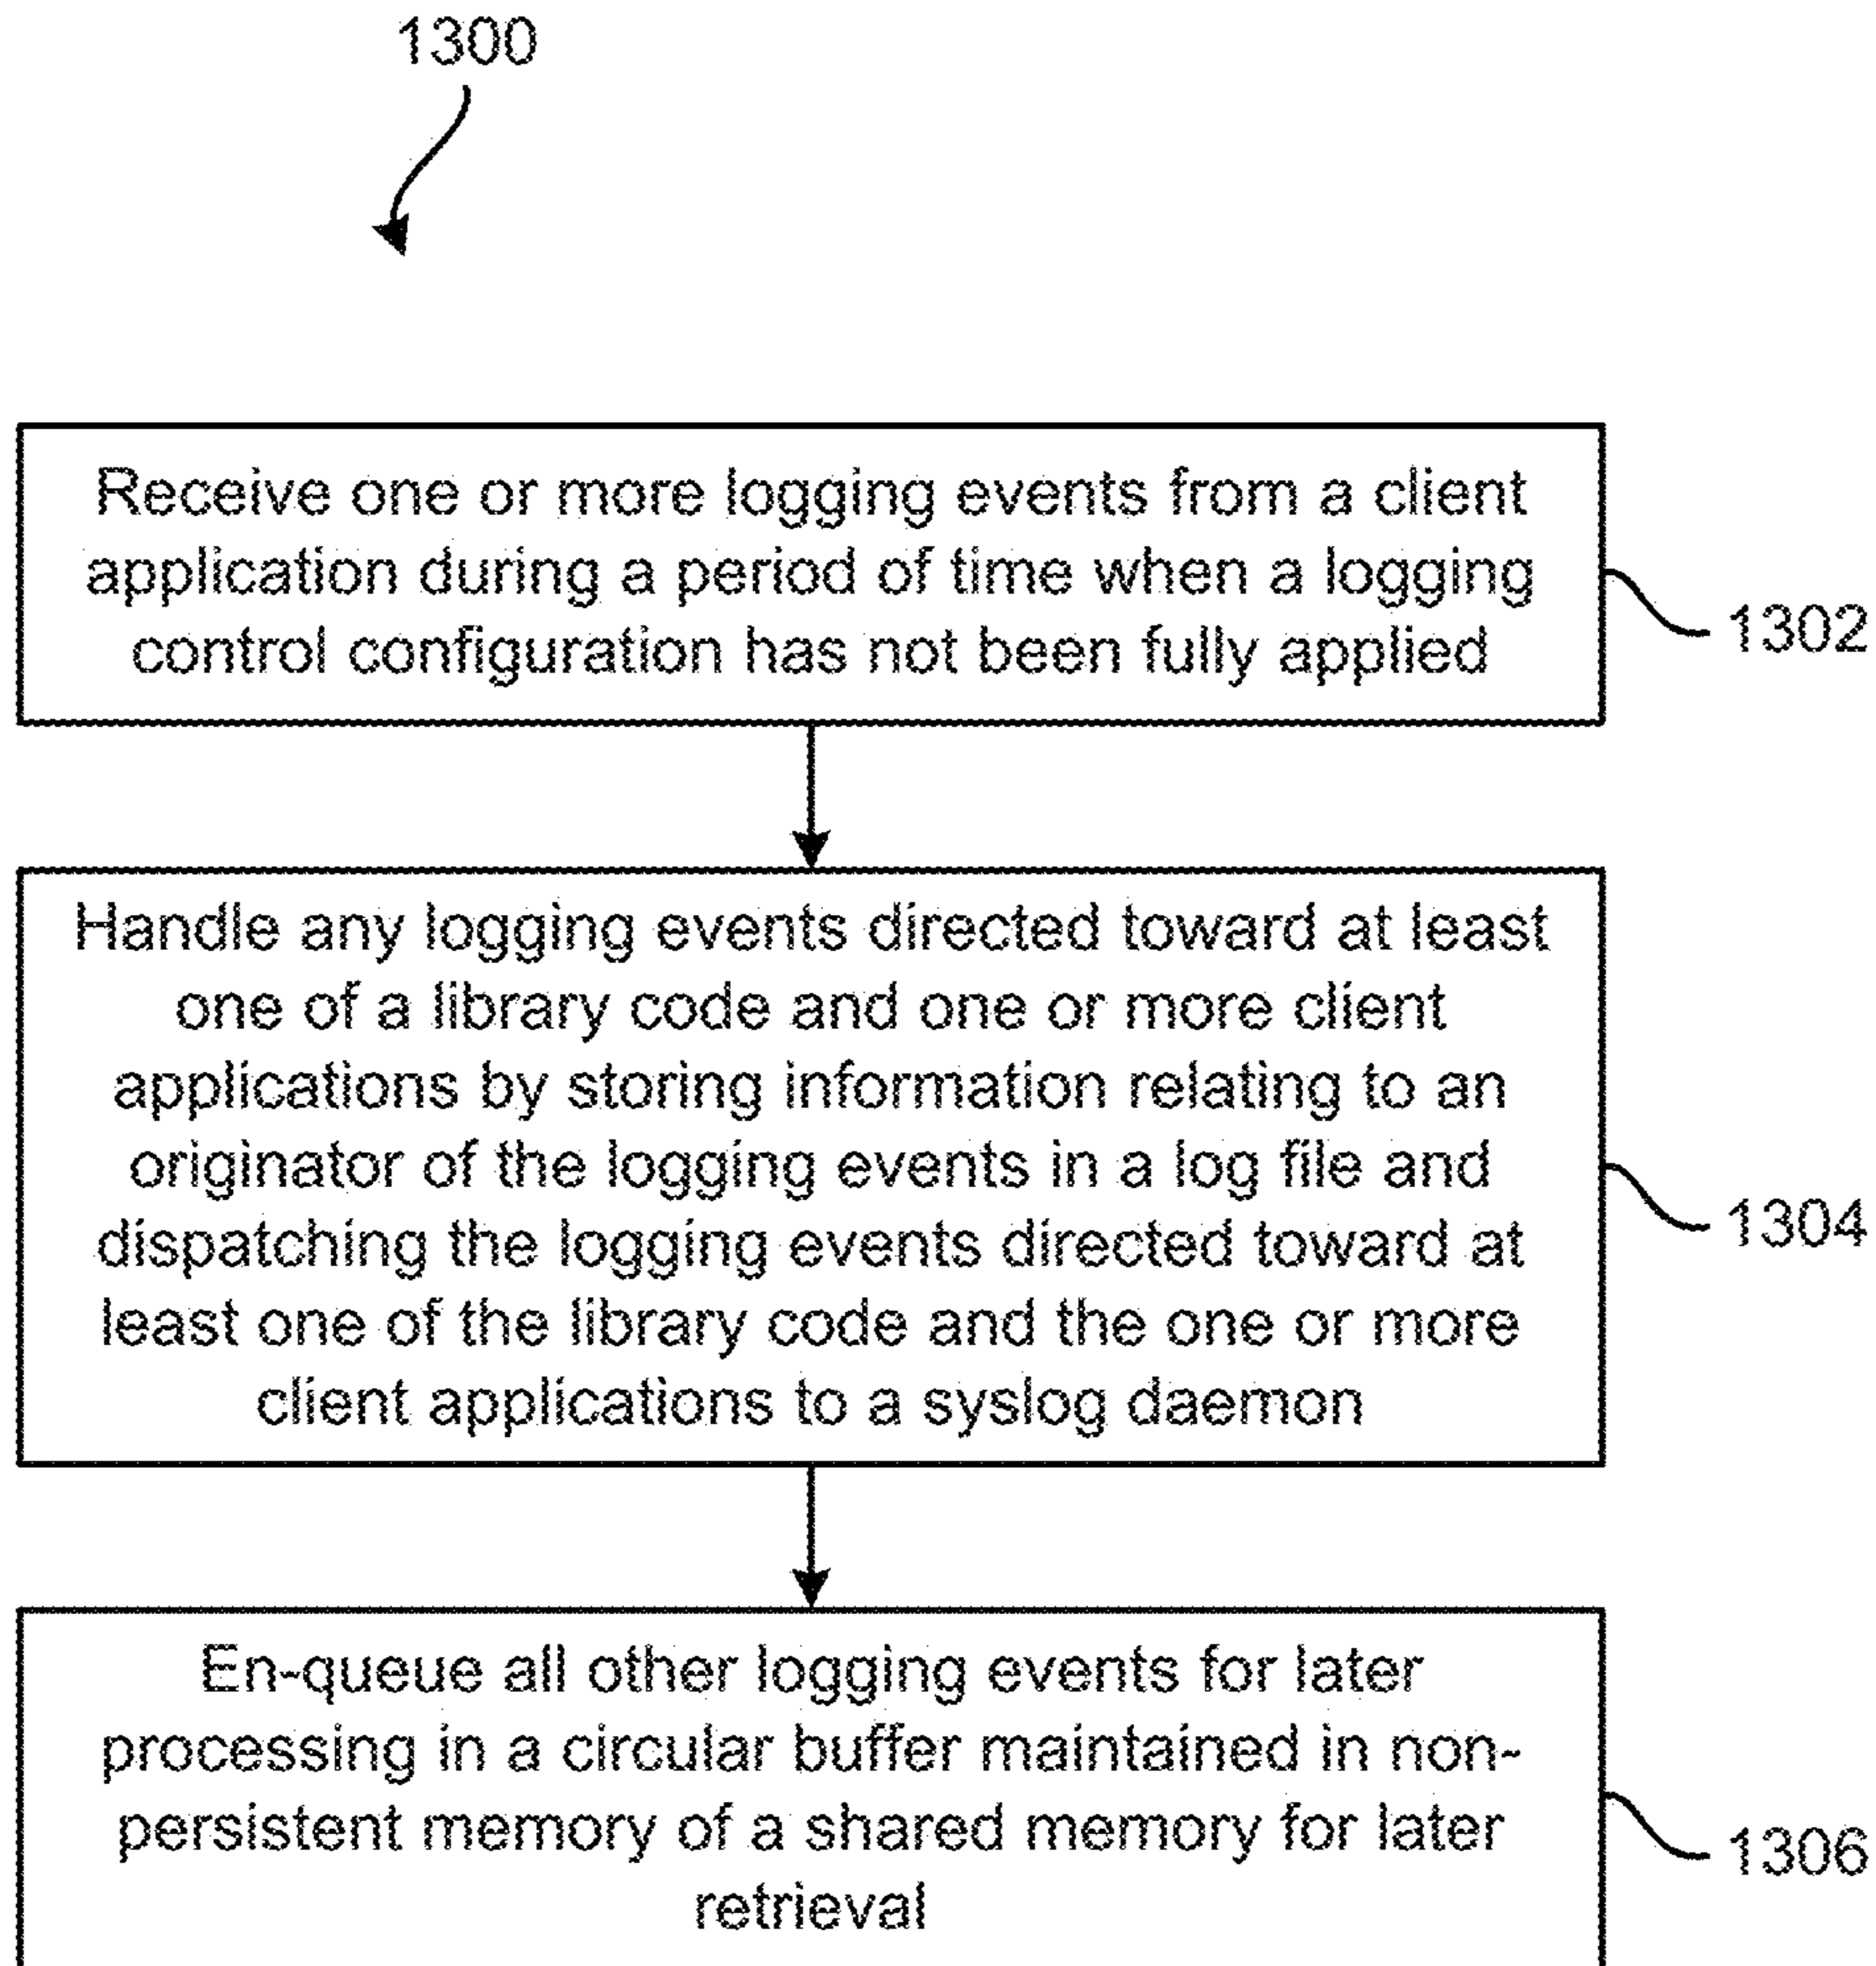 1300
Receive one or more logging events from a client
application during a period of time when a logging
control configuration has not been fully applied
1302
Handle any logging events directed toward at least
one of a library code and one or more client
applications by storing information relating to an
originator of the logging events in a log file and
dispatching the logging events directed toward at
least one of the library code and the one or more
client applications to a syslog daemon
1304
En-queue all other logging events for later
processing in a circular buffer maintained in non-
persistent memory of a shared memory for later
retrieval
1306